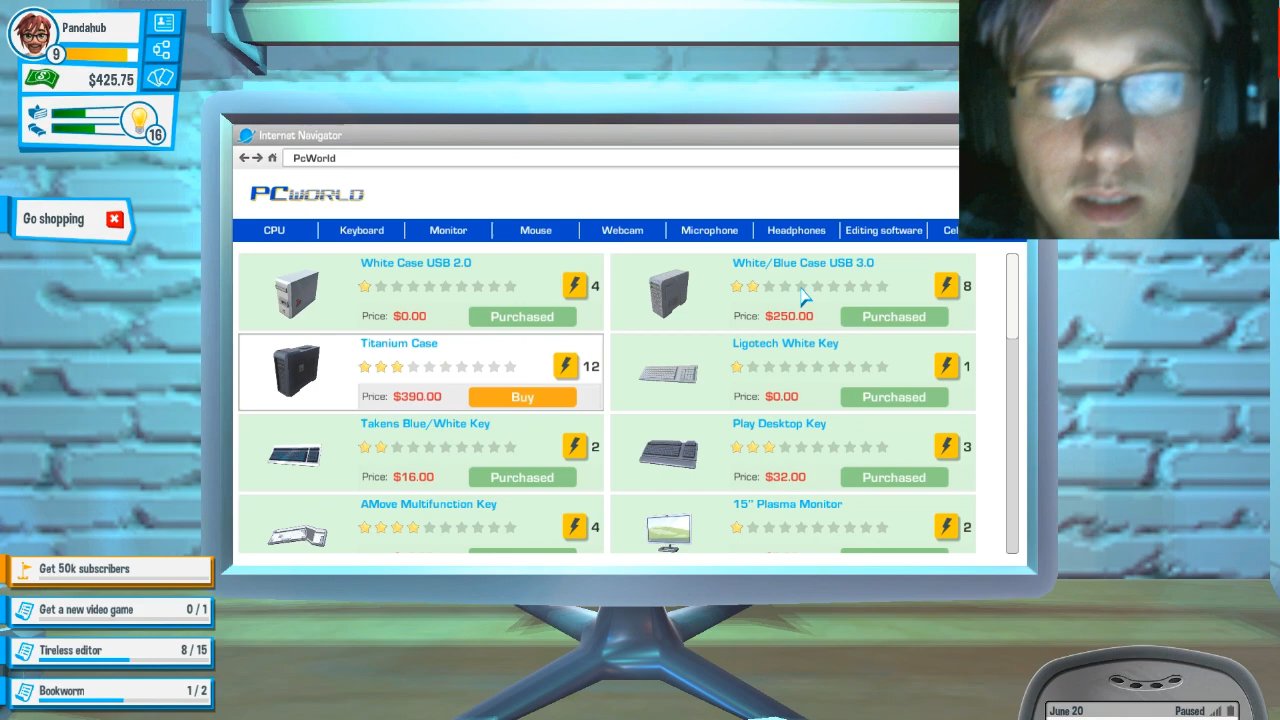 Pandahub
9
$425.75
16
Go shopping
Internet Navigator
PcWorld
PCWORLD
CPU
Keyboard
Monitor
Mouse
Webcam
Microphone
Headphones
Editing software
White Case USB 2.0
4
Price: $0.00
Purchased
White/Blue Case USB 3.0
8
Price: $250.00
Purchased
Titanium Case
12
Price: $390.00
Buy
Ligotech White Key
1
Price: $0.00
Purchased
Takens Blue/White Key
2
Price: $16.00
Purchased
Play Desktop Key
3
Price: $32.00
Purchased
AMove Multifunction Key
4
15" Plasma Monitor
2
Get 50k subscribers
Get a new video game 0 / 1
Tireless editor 8 / 15
Bookworm 1 / 2
June 20
Paused